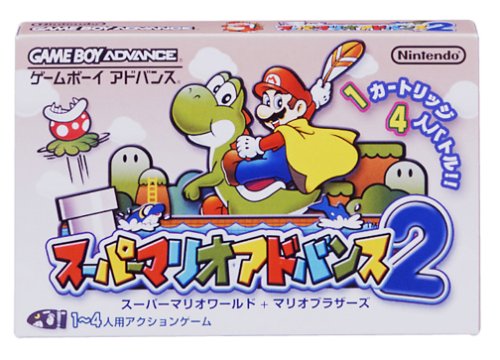 GAME BOY ADVANCE
ゲームボーイ アドバンス
Nintendo
1カートリッジ
4人バトル!!
スーパーマリオアドバンス2
スーパーマリオワールド + マリオブラザーズ
1〜4人用アクションゲーム